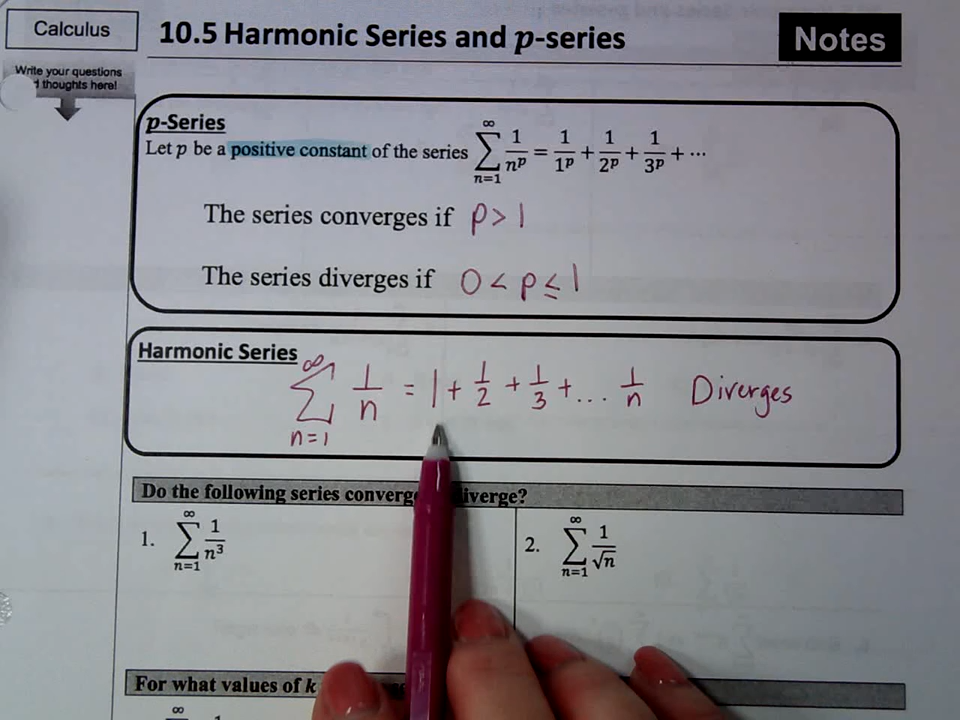 Calculus
10.5 Harmonic Series and p-series
Notes
Write your questions
thoughts here!
p-Series
Let p be a positive constant of the series ∑_{n=1}^{∞} 1/n^p = 1/1^p + 1/2^p + 1/3^p + ⋯
The series converges if p > 1
The series diverges if 0 < p ≤ 1
Harmonic Series
∑_{n=1}^{∞} 1/n = 1 + 1/2 + 1/3 + ... 1/n Diverges
Do the following series converge diverge?
1. ∑_{n=1}^{∞} 1/n^3
2. ∑_{n=1}^{∞} 1/√n
For what values of k